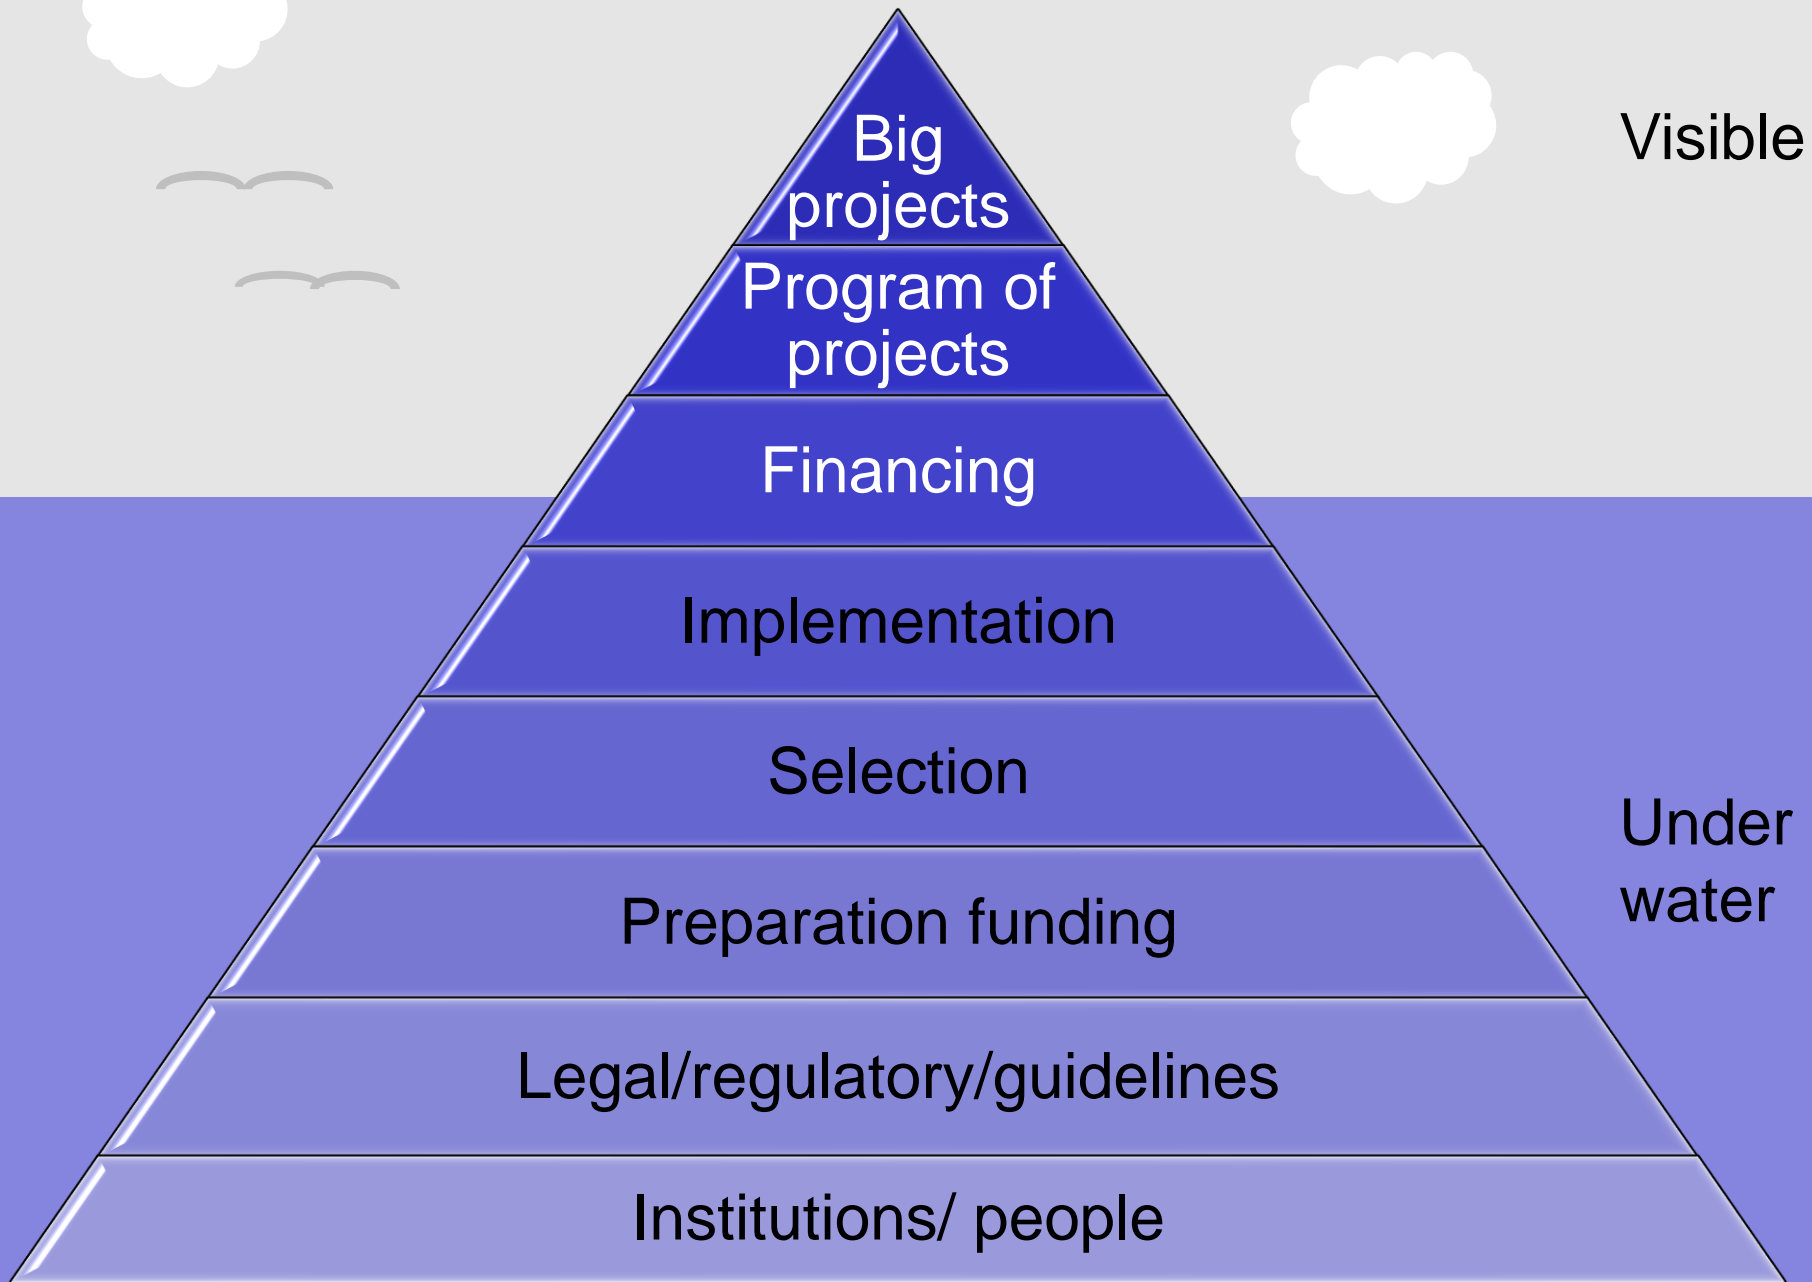 Big
projects
Visible
Program of
projects
Financing
Implementation
Selection
Under
water
Preparation funding
Legal/regulatory/guidelines
Institutions/ people